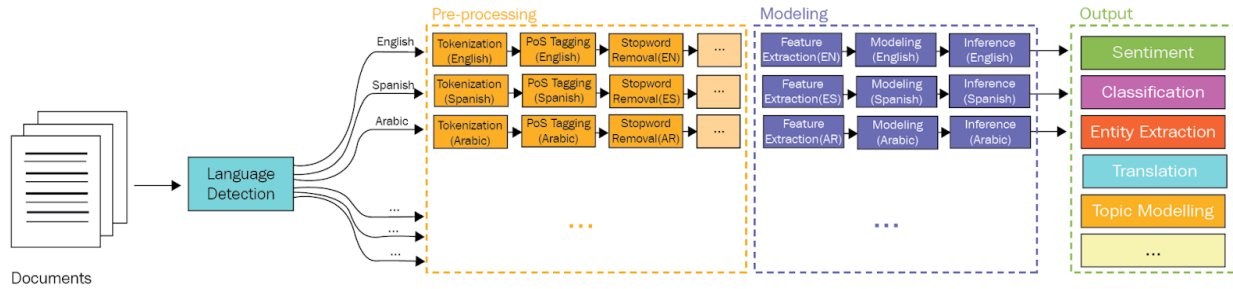 Pre-processing
Modeling
Output
English
Tokenization
(English)
PoS Tagging
(English)
Stopword
Removal(EN)
...
Feature
Extraction(EN)
Modeling
(English)
Inference
(English)
Sentiment
Spanish
Tokenization
(Spanish)
PoS Tagging
(Spanish)
Stopword
Removal(ES)
...
Feature
Extraction(ES)
Modeling
(Spanish)
Inference
(Spanish)
Classification
Arabic
Tokenization
(Arabic)
PoS Tagging
(Arabic)
Stopword
Removal(AR)
...
Feature
Extraction(AR)
Modeling
(Arabic)
Inference
(Arabic)
Entity Extraction
Language
Detection
Translation
...
...
...
...
...
Topic Modelling
...
Documents